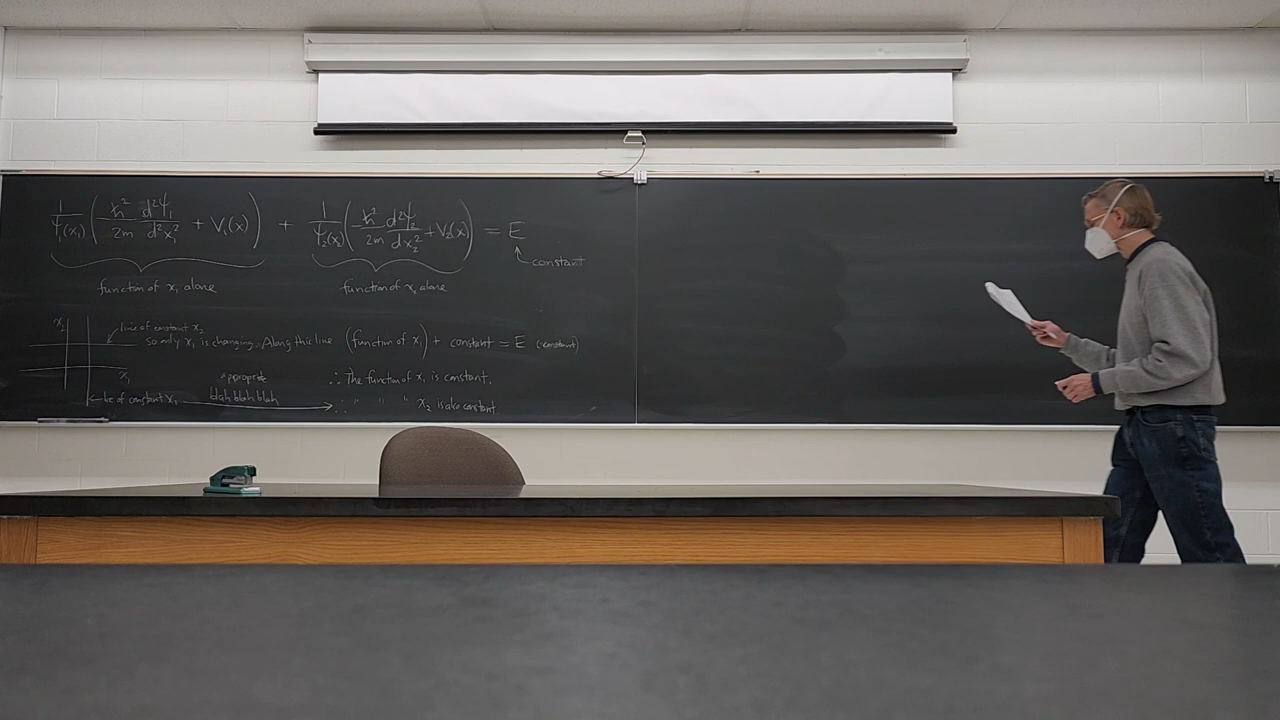 1/ψ₁(x₁) (-ℏ²/2m d²ψ₁/d²x₁² + V₁(x)) + 1/ψ₂(x₂) (-ℏ²/2m d²ψ₂/dx₂² + V₂(x)) = E
constant
function of x₁ alone function of x₂ alone
x₂ line of constant x₂
So only x₁ is changing. Along this line (function of x₁) + constant = E (constant)
x₁ ∴ The function of x₁ is constant.
line of constant x₁ blah blah blah ∴ " " " x₂ is also constant